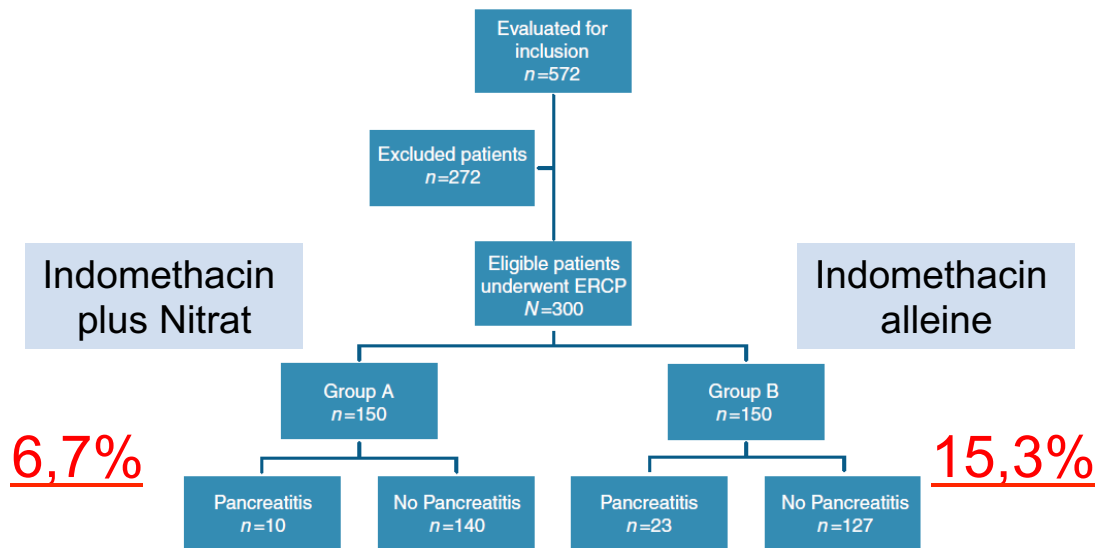 Evaluated for
inclusion
n=572
Excluded patients
n=272
Eligible patients
underwent ERCP
N=300
Indomethacin
plus Nitrat
Indomethacin
alleine
Group A
n=150
Group B
n=150
6,7%
15,3%
Pancreatitis
n=10
No Pancreatitis
n=140
Pancreatitis
n=23
No Pancreatitis
n=127